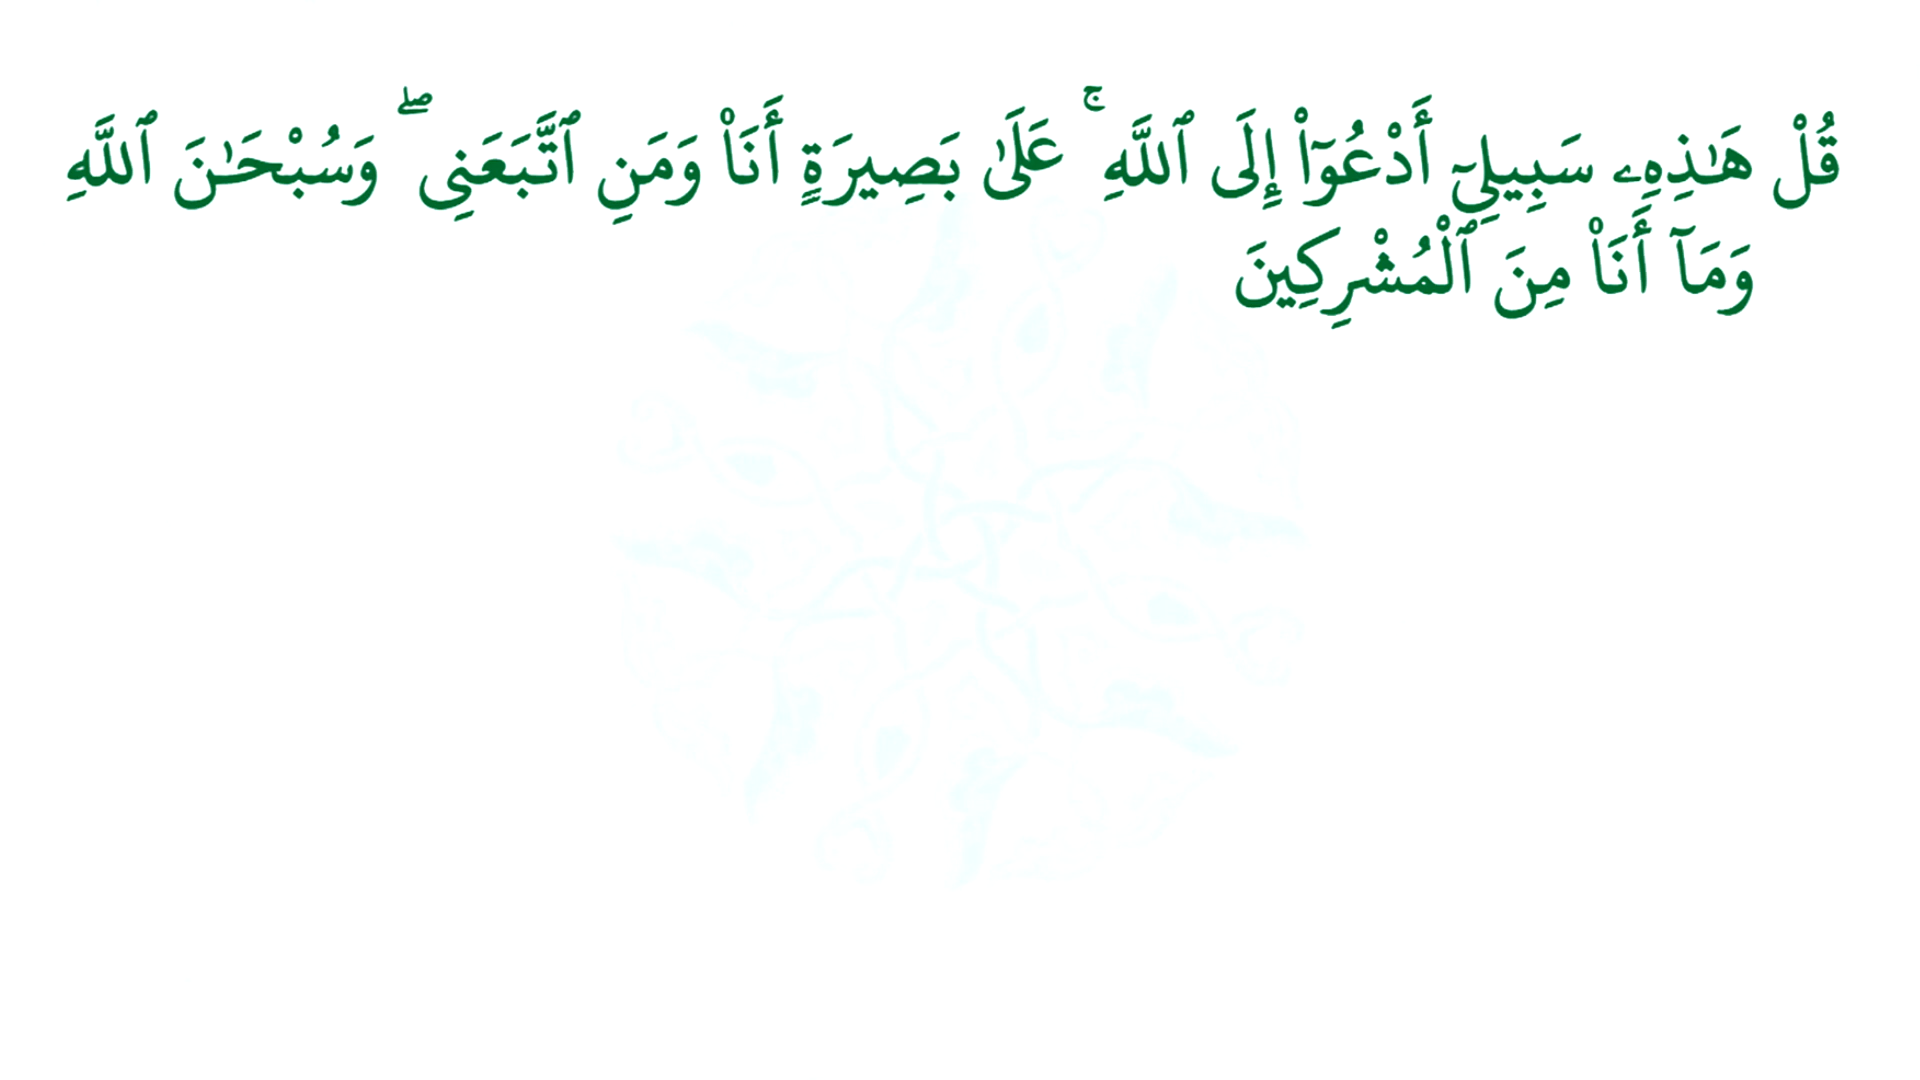 قُلْ هَـٰذِهِۦ سَبِيلِىٓ أَدْعُوٓا۟ إِلَى ٱللَّهِ ۚ عَلَىٰ بَصِيرَةٍ أَنَا۠ وَمَنِ ٱتَّبَعَنِى ۖ وَسُبْحَـٰنَ ٱللَّهِ
وَمَآ أَنَا۠ مِنَ ٱلْمُشْرِكِينَ